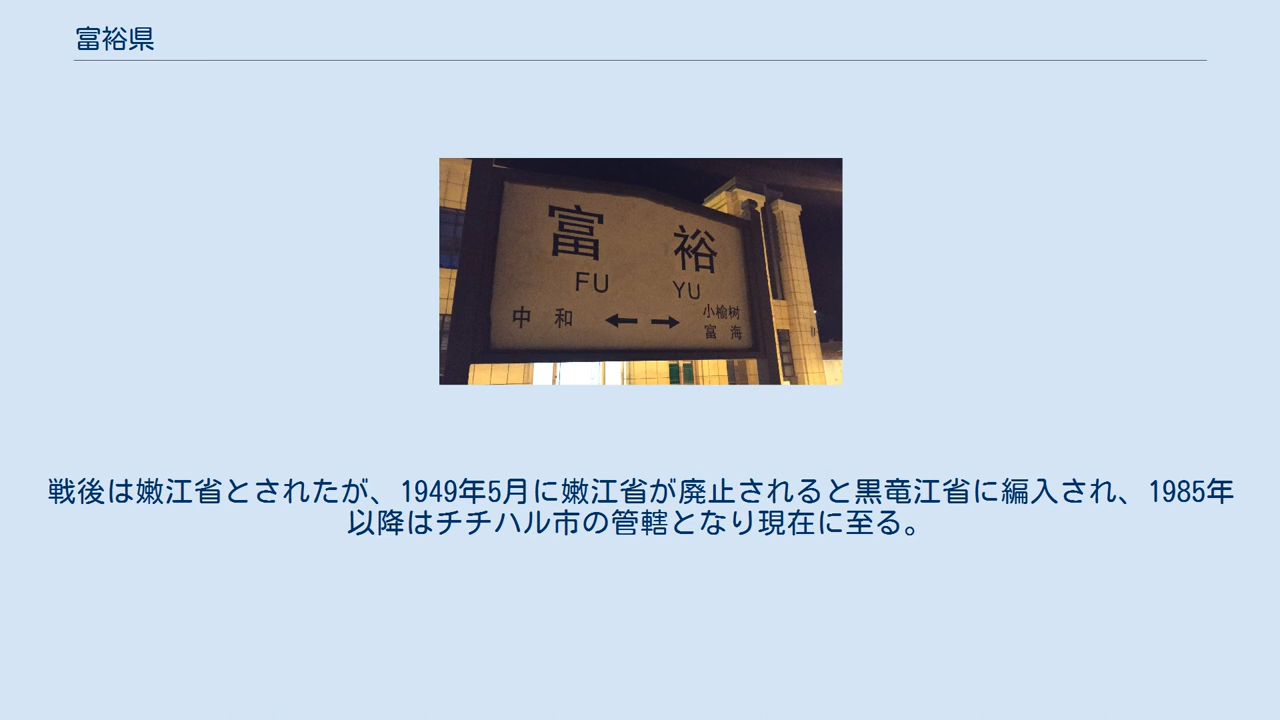 富裕県
富 裕
FU YU
中 和 ←→ 小榆树
富 海
戦後は嫩江省とされたが、1949年5月に嫩江省が廃止されると黒竜江省に編入され、1985年
以降はチチハル市の管轄となり現在に至る。